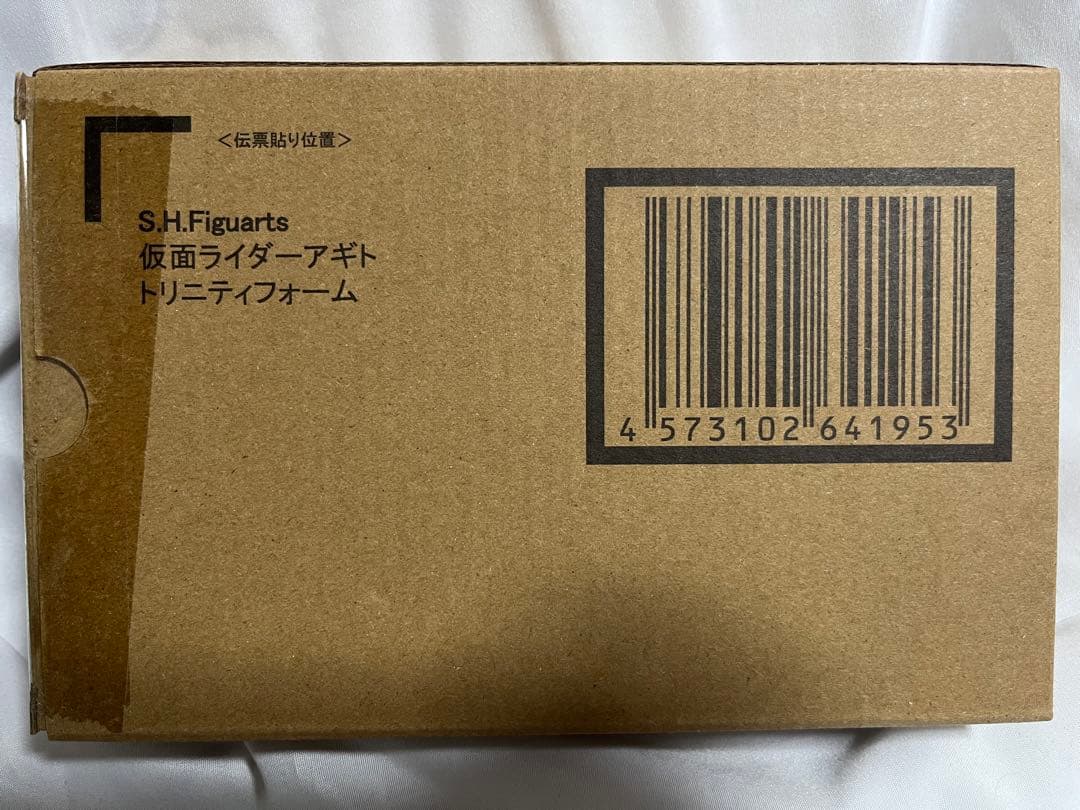 ＜伝票貼り位置＞
S.H.Figuarts
仮面ライダーアギト
トリニティフォーム
4 573102 641953